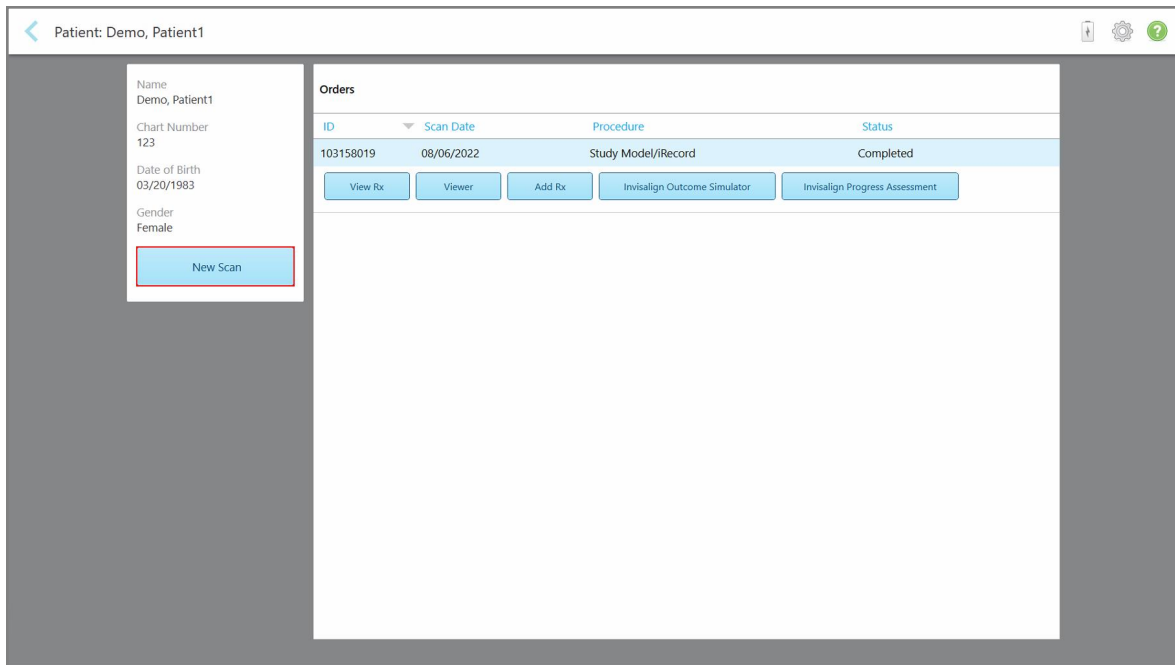 Patient: Demo, Patient1
?
Name
Demo, Patient1
Chart Number
123
Date of Birth
03/20/1983
Gender
Female
New Scan
Orders
ID Scan Date Procedure Status
103158019 08/06/2022 Study Model/iRecord Completed
View Rx Viewer Add Rx Invisalign Outcome Simulator Invisalign Progress Assessment